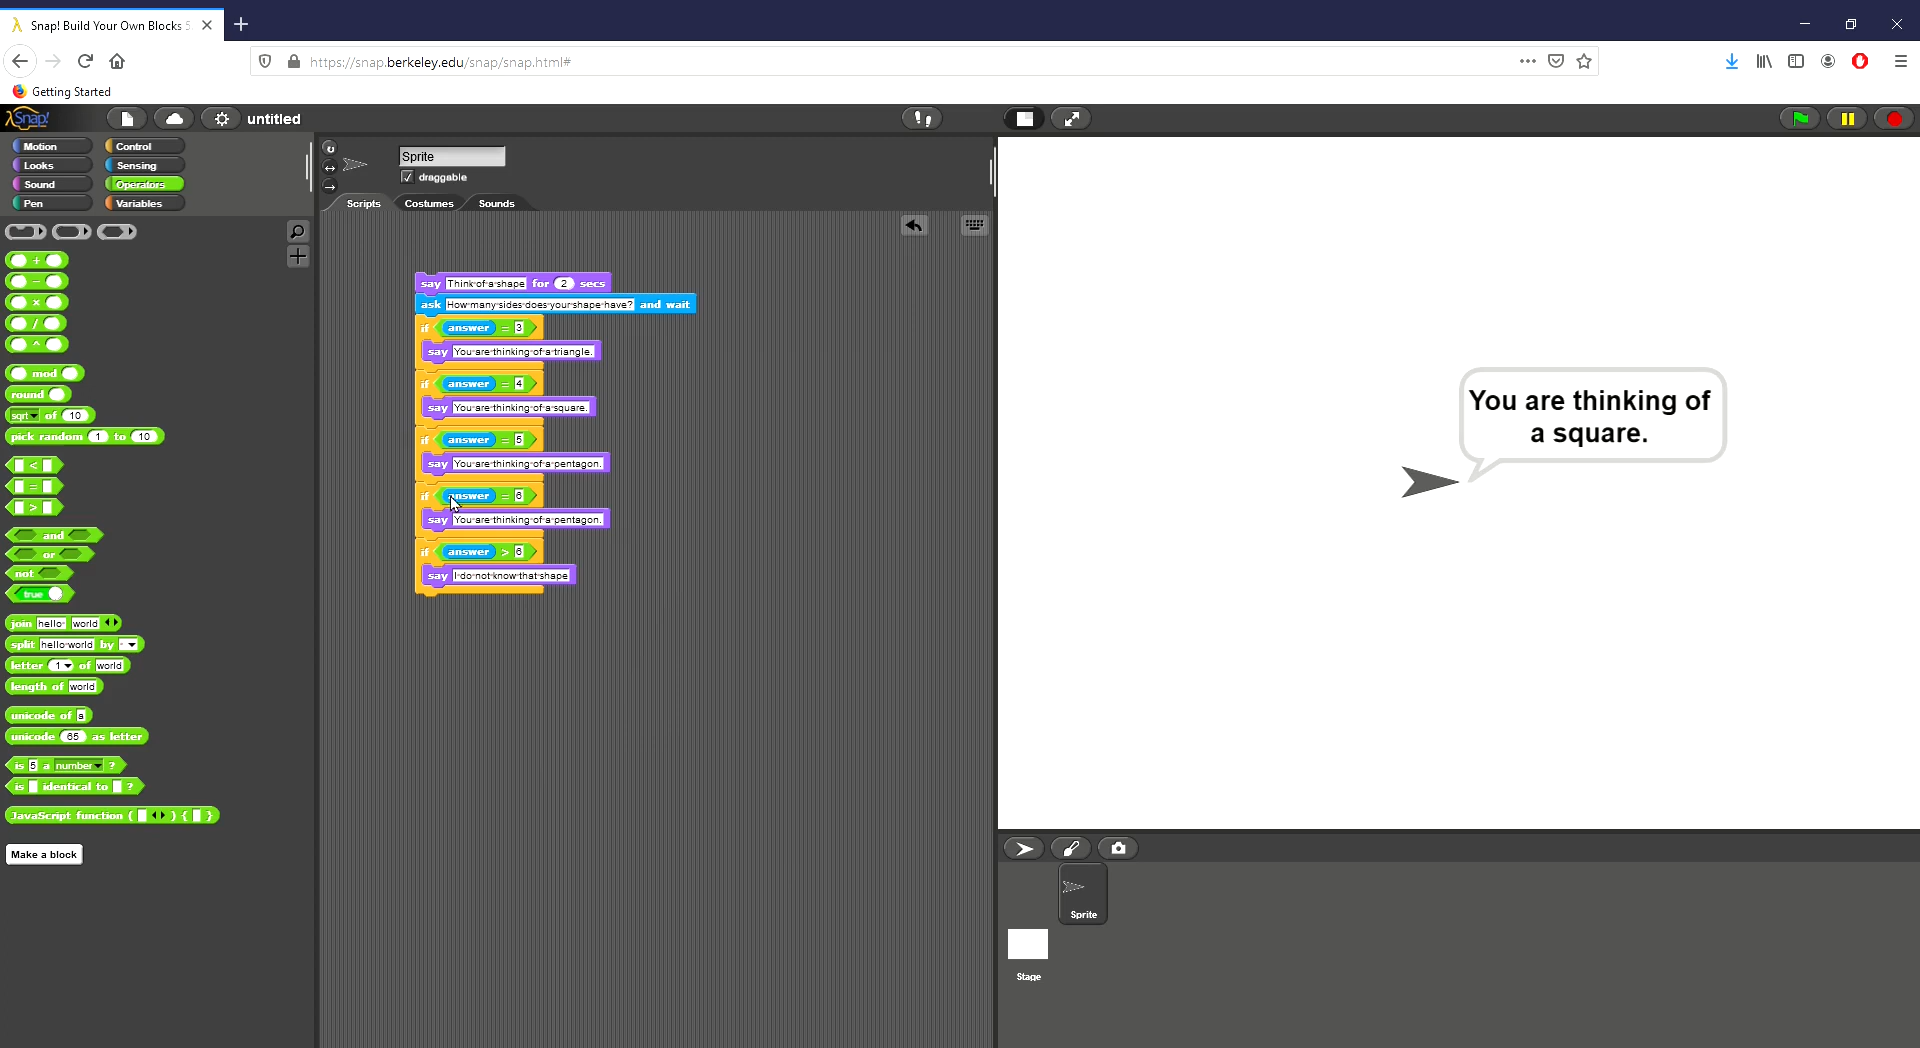 Snap! Build Your Own Blocks 5
https://snap.berkeley.edu/snap/snap.html#
Getting Started
λSnap!
untitled
Motion
Control
Looks
Sensing
Sound
Operators
Pen
Variables
Sprite
draggable
Scripts
Costumes
Sounds
+
−
×
/
^
mod
round
sqrt of 10
pick random 1 to 10
<
=
>
and
or
not
true
join hello world
split hello world by
letter 1 of world
length of world
unicode of a
unicode 65 as letter
is 5 a number ?
is identical to ?
JavaScript function ( ) { }
Make a block
say Think of a shape for 2 secs
ask How many sides does your shape have? and wait
if answer = 3
say You are thinking of a triangle.
if answer = 4
say You are thinking of a square.
if answer = 5
say You are thinking of a pentagon.
if answer = 6
say You are thinking of a pentagon.
if answer > 6
say I do not know that shape
You are thinking of
a square.
Sprite
Stage